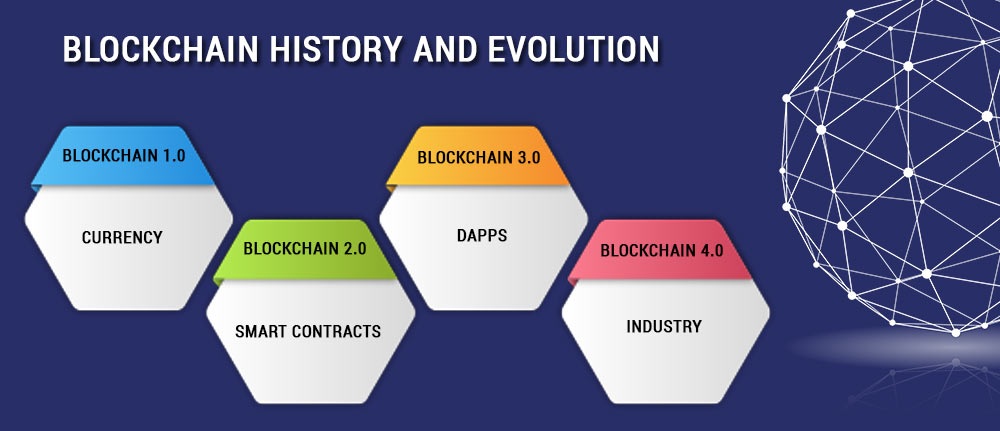 BLOCKCHAIN HISTORY AND EVOLUTION
BLOCKCHAIN 1.0
CURRENCY
BLOCKCHAIN 2.0
SMART CONTRACTS
BLOCKCHAIN 3.0
DAPPS
BLOCKCHAIN 4.0
INDUSTRY